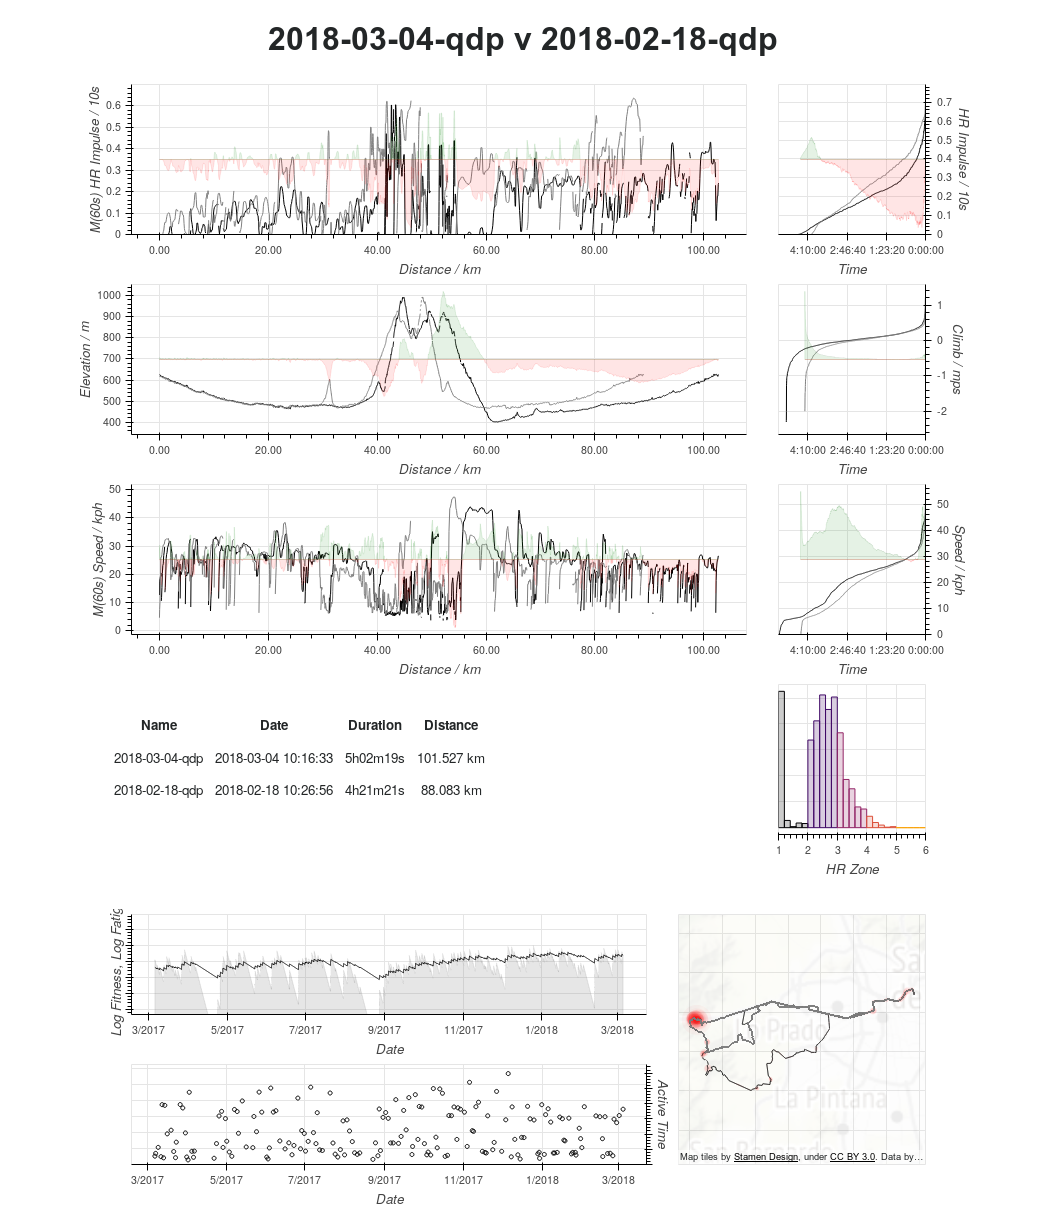 2018-03-04-qdp v 2018-02-18-qdp
M(60s) HR Impulse / 10s
0.6
0.5
0.4
0.3
0.2
0.1
0
0.00 20.00 40.00 60.00 80.00 100.00
Distance / km
0.7
0.6
0.5
0.4
0.3
0.2
0.1
0
HR Impulse / 10s
4:10:00 2:46:40 1:23:20 0:00:00
Time
Elevation / m
1000
900
800
700
600
500
400
0.00 20.00 40.00 60.00 80.00 100.00
Distance / km
1
0
-1
-2
Climb / mps
4:10:00 2:46:40 1:23:20 0:00:00
Time
M(60s) Speed / kph
50
40
30
20
10
0
0.00 20.00 40.00 60.00 80.00 100.00
Distance / km
50
40
30
20
10
0
Speed / kph
4:10:00 2:46:40 1:23:20 0:00:00
Time
Name Date Duration Distance
2018-03-04-qdp 2018-03-04 10:16:33 5h02m19s 101.527 km
2018-02-18-qdp 2018-02-18 10:26:56 4h21m21s 88.083 km
1 2 3 4 5 6
HR Zone
Log Fitness, Log Fatig
3/2017 5/2017 7/2017 9/2017 11/2017 1/2018 3/2018
Date
Active Time
3/2017 5/2017 7/2017 9/2017 11/2017 1/2018 3/2018
Date
Lo Prado
La Pintana
San Bernardo
Map tiles by Stamen Design, under CC BY 3.0. Data by…